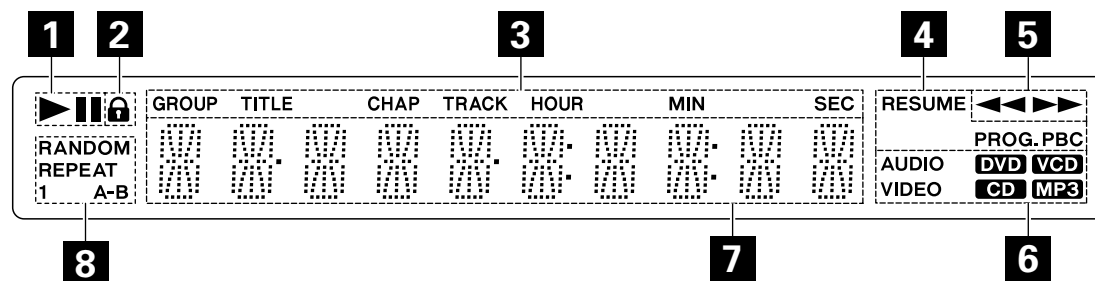 1 2 3 4 5
GROUP TITLE CHAP TRACK HOUR MIN SEC RESUME
RANDOM
REPEAT
1 A-B
PROG. PBC
AUDIO DVD VCD
VIDEO CD MP3
8 7 6